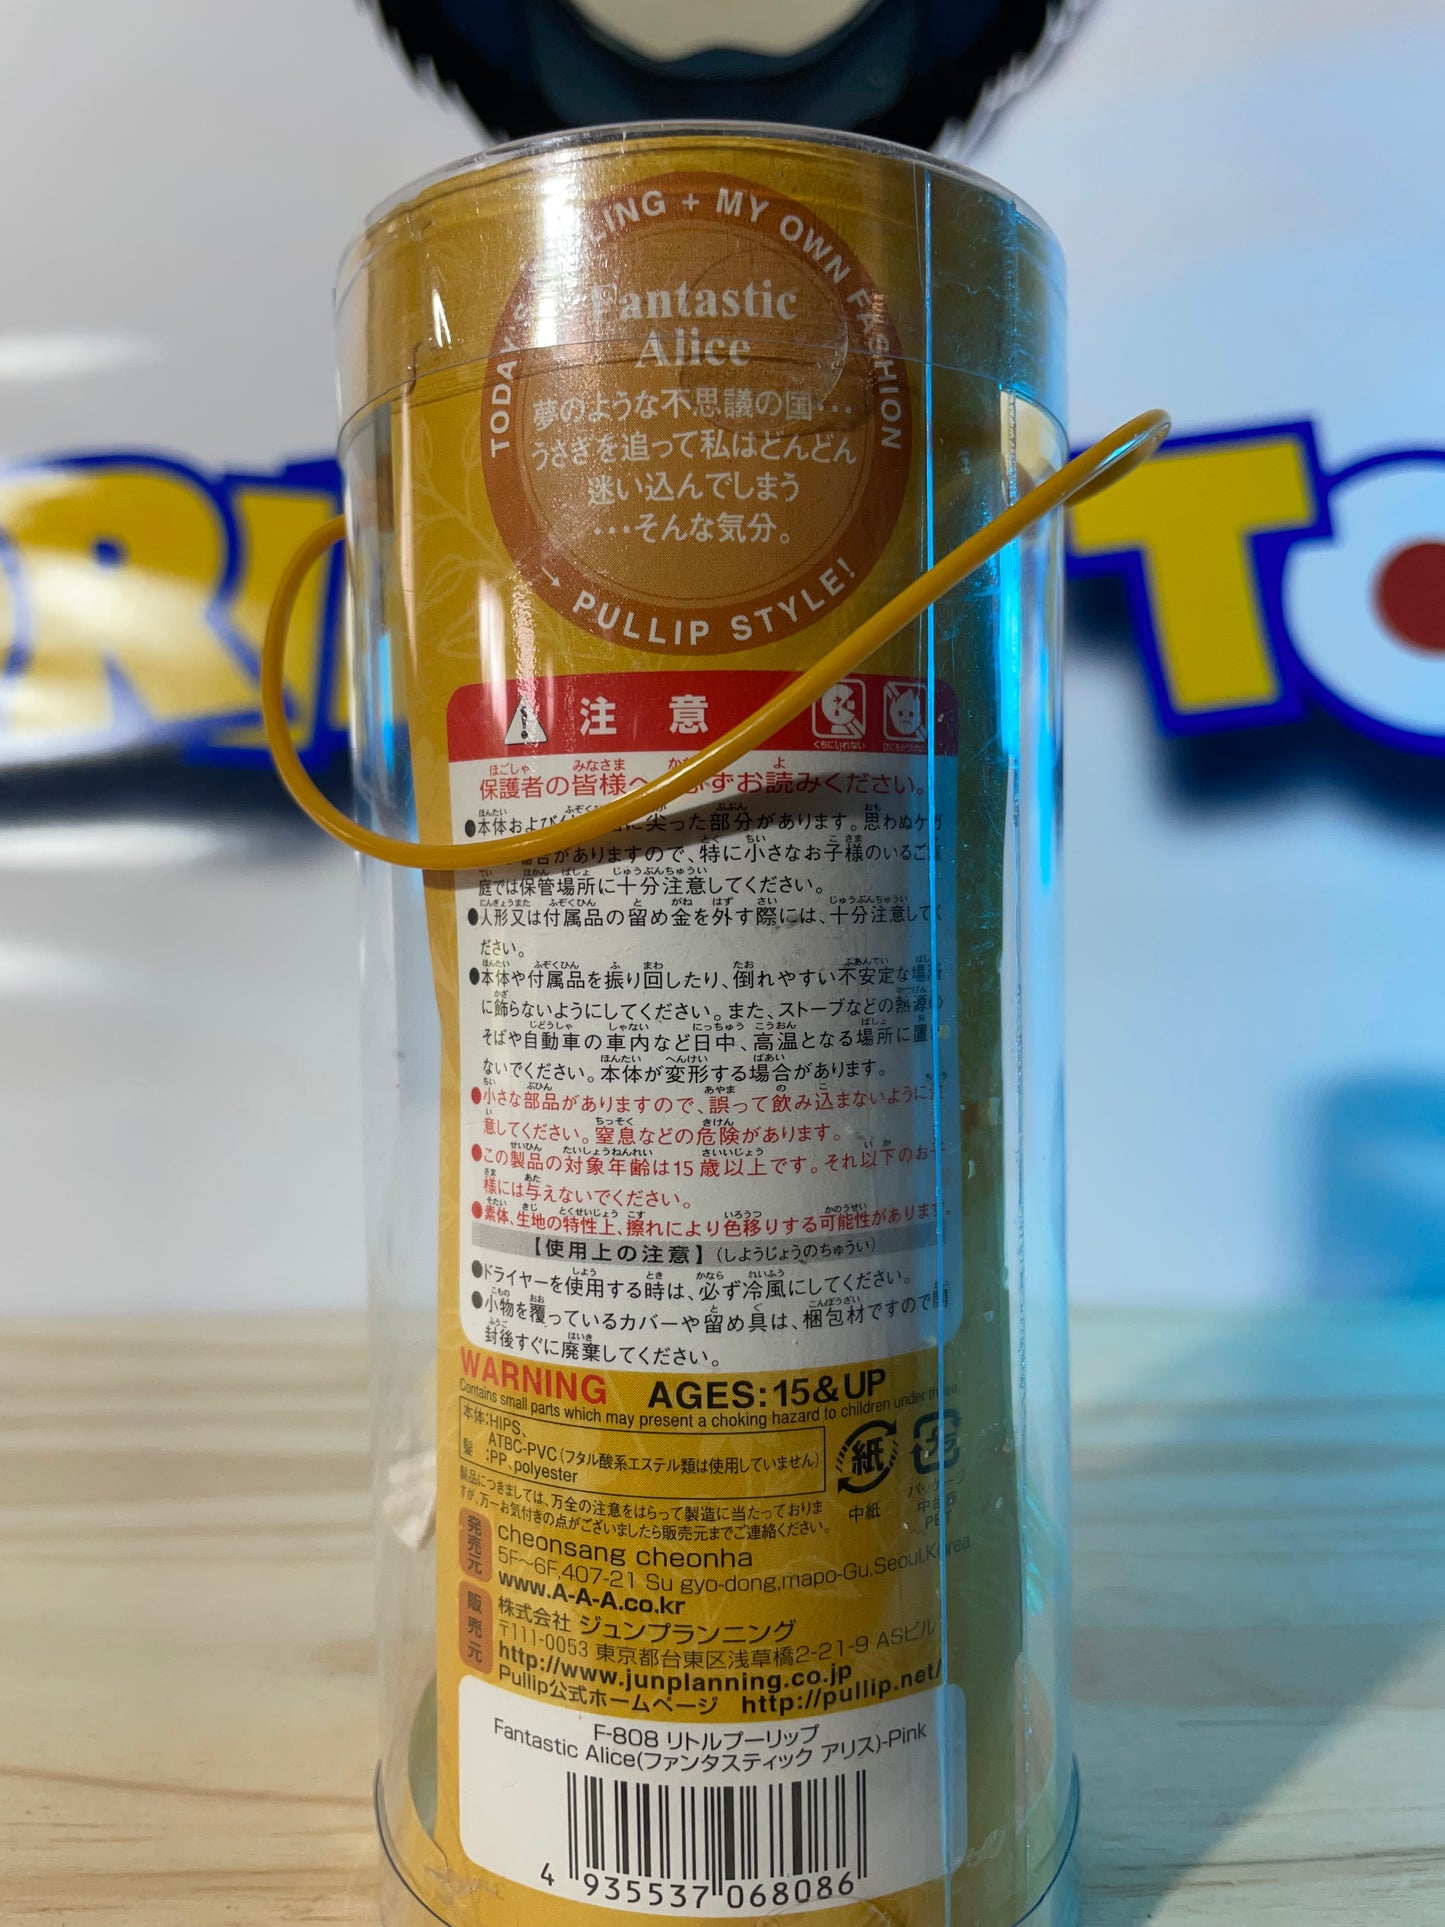 MY OWN FASHION
Fantastic
Alice
夢のような不思議の国…
うさぎを追って私はどんどん
迷い込んでしまう
…そんな気分。
PULLIP STYLE!
注意
くちにいれない
保護者の皆様へ ずお読みください。
●本体および に尖った部分があります。思わぬケガ
場合がありますので、特に小さなお子様のいるご家
庭では保管場所に十分注意してください。
●人形又は付属品の留め金を外す際には、十分注意してく
ださい。
●本体や付属品を振り回したり、倒れやすい不安定な場所
に飾らないようにしてください。また、ストーブなどの熱源の
そばや自動車の車内など日中、高温となる場所に置か
ないでください。本体が変形する場合があります。
●小さな部品がありますので、誤って飲み込まないように注
意してください。窒息などの危険があります。
●この製品の対象年齢は15歳以上です。それ以下のお子
様には与えないでください。
●素体、生地の特性上、擦れにより色移りする可能性があります。
【使用上の注意】(しようじょうのちゅうい)
●ドライヤーを使用する時は、必ず冷風にしてください。
●小物を覆っているカバーや留め具は、梱包材ですので開
封後すぐに廃棄してください。
WARNING AGES:15&UP
Contains small parts which may present a choking hazard to children under the age.
本体:HIPS、
ATBC-PVC(フタル酸系エステル類は使用していません)
髪:PP、polyester
紙
中紙
パッケージ
中容器
PET
製品につきましては、万全の注意をはらって製造に当たっておりま
すが、万一お気付きの点がございましたら販売元までご連絡ください。
発売元
cheonsang cheonha
5F~6F,407-21 Su gyo-dong,mapo-Gu,Seoul,Korea
www.A-A-A.co.kr
販売元
株式会社 ジュンプランニング
〒111-0053 東京都台東区浅草橋2-21-9 ASビル
http://www.junplanning.co.jp
Pullip公式ホームページ http://pullip.net/
F-808 リトルプーリップ
Fantastic Alice(ファンタスティック アリス)-Pink
4 935537 068086